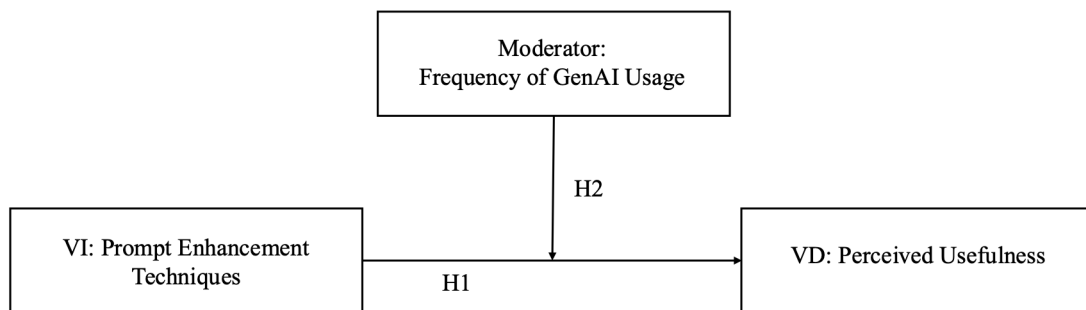 Moderator:
Frequency of GenAI Usage
H2
VI: Prompt Enhancement
Techniques
VD: Perceived Usefulness
H1